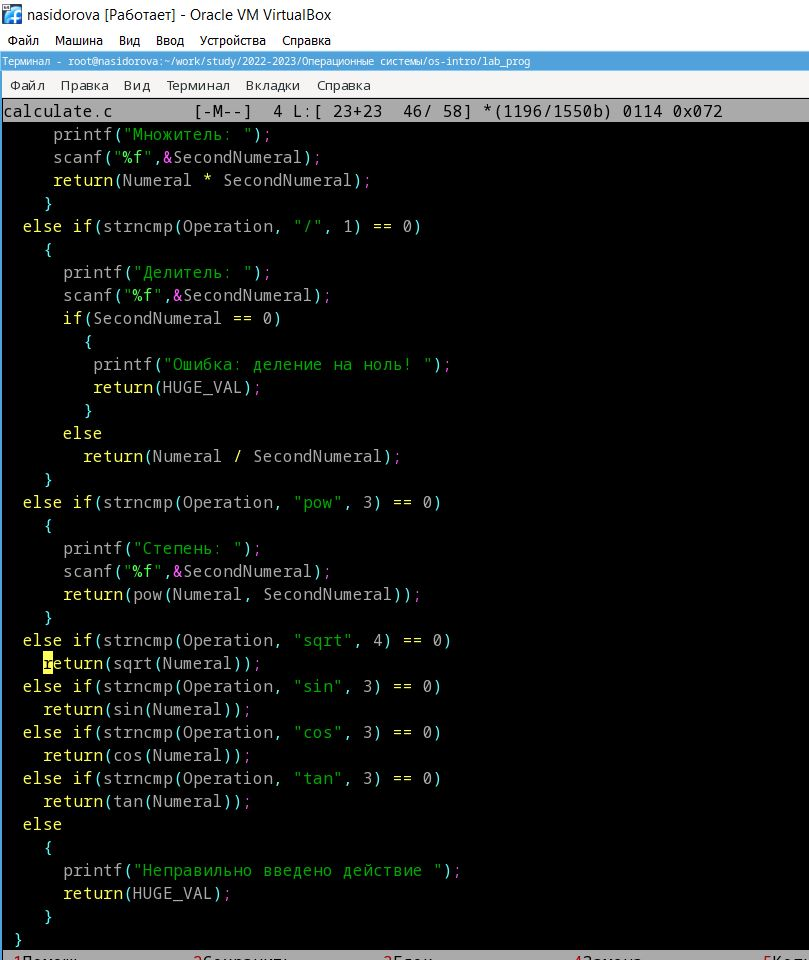 nasidorova [Работает] - Oracle VM VirtualBox
Файл Машина Вид Ввод Устройства Справка
Терминал - root@nasidorova:~/work/study/2022-2023/Операционные системы/os-intro/lab_prog
Файл Правка Вид Терминал Вкладки Справка
calculate.c [-M--] 4 L:[ 23+23 46/ 58] *(1196/1550b) 0114 0x072
printf("Множитель: ");
scanf("%f",&SecondNumeral);
return(Numeral * SecondNumeral);
}
else if(strncmp(Operation, "/", 1) == 0)
{
printf("Делитель: ");
scanf("%f",&SecondNumeral);
if(SecondNumeral == 0)
{
printf("Ошибка: деление на ноль! ");
return(HUGE_VAL);
}
else
return(Numeral / SecondNumeral);
}
else if(strncmp(Operation, "pow", 3) == 0)
{
printf("Степень: ");
scanf("%f",&SecondNumeral);
return(pow(Numeral, SecondNumeral));
}
else if(strncmp(Operation, "sqrt", 4) == 0)
return(sqrt(Numeral));
else if(strncmp(Operation, "sin", 3) == 0)
return(sin(Numeral));
else if(strncmp(Operation, "cos", 3) == 0)
return(cos(Numeral));
else if(strncmp(Operation, "tan", 3) == 0)
return(tan(Numeral));
else
{
printf("Неправильно введено действие ");
return(HUGE_VAL);
}
}